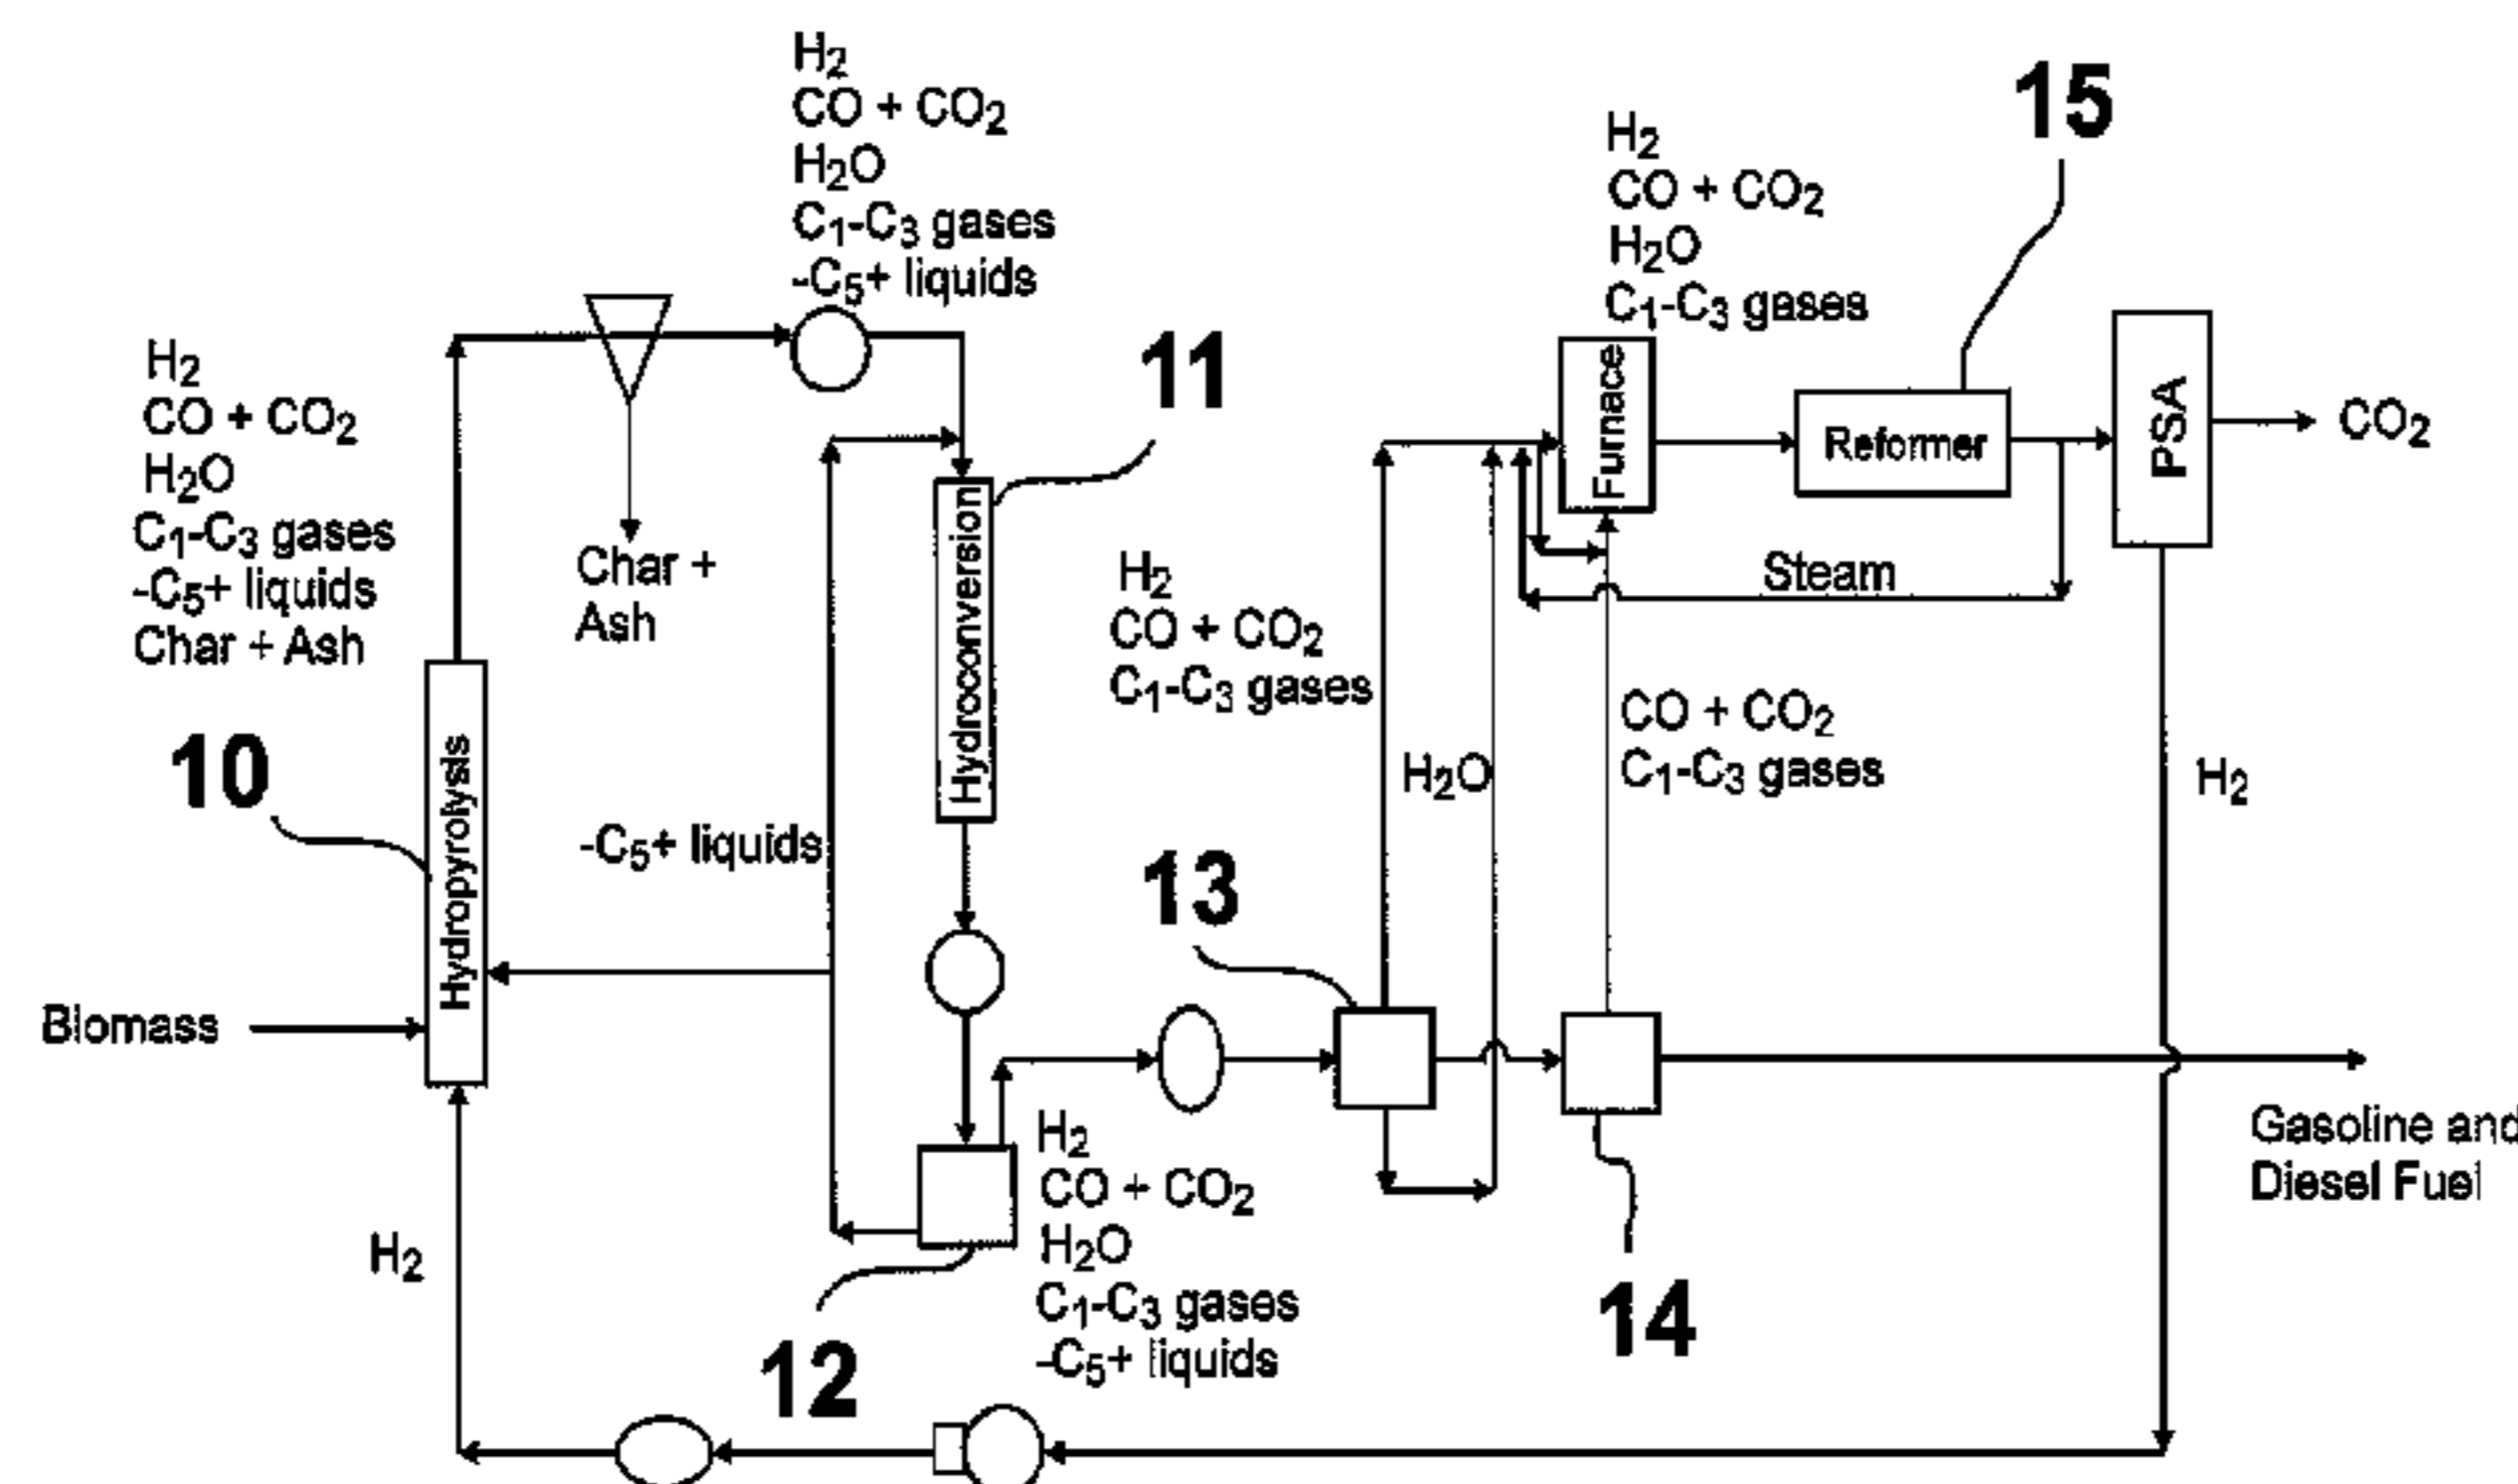 H₂
CO + CO₂
H₂O
C₁-C₃ gases
-C₅+ liquids
15
H₂
CO + CO₂
H₂O
C₁-C₃ gases
H₂
CO + CO₂
H₂O
C₁-C₃ gases
-C₅+ liquids
Char + Ash
11
Furnace
Reformer
PSA
CO₂
Char +
Ash
Hydroconversion
H₂
CO + CO₂
C₁-C₃ gases
Steam
10
Hydropyrolysis
-C₅+ liquids
H₂O
CO + CO₂
C₁-C₃ gases
H₂
13
Biomass
H₂
CO + CO₂
H₂O
C₁-C₃ gases
-C₅+ liquids
Gasoline and
Diesel Fuel
H₂
12
14